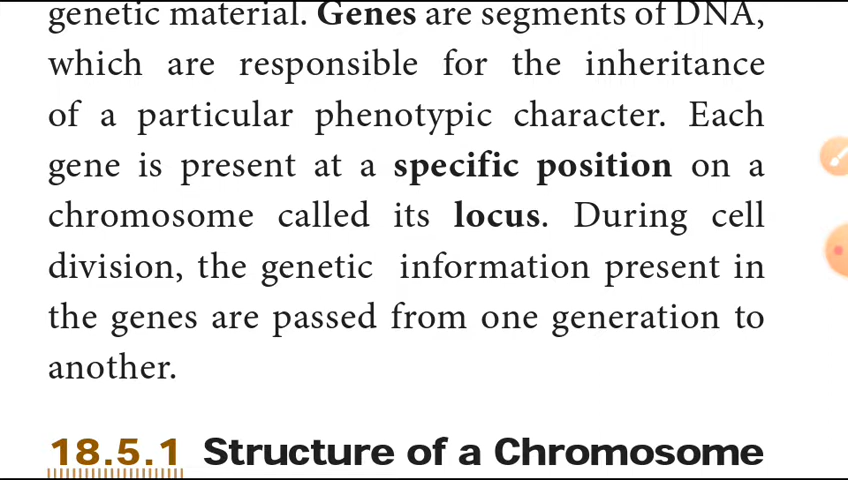 genetic material. Genes are segments of DNA,
which are responsible for the inheritance
of a particular phenotypic character. Each
gene is present at a specific position on a
chromosome called its locus. During cell
division, the genetic information present in
the genes are passed from one generation to
another.
18.5.1 Structure of a Chromosome